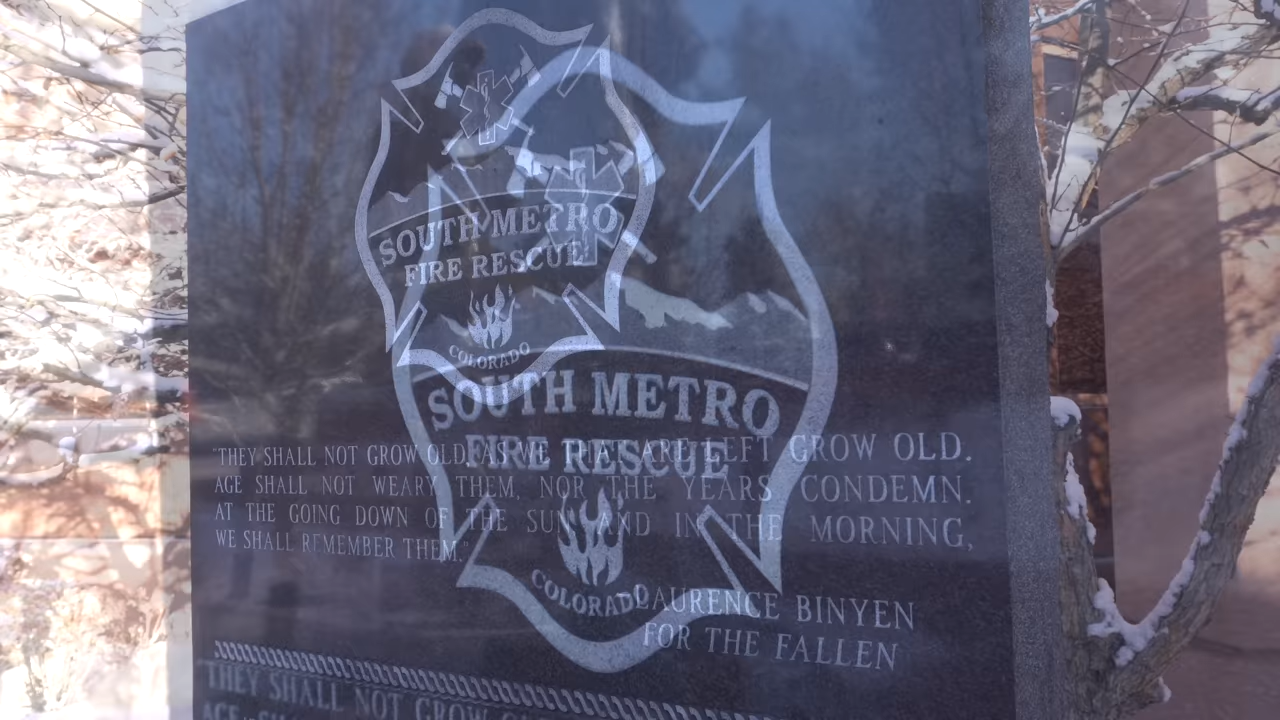 SOUTH METRO
FIRE RESCUE
COLORADO
SOUTH METRO
FIRE RESCUE
COLORADO
"THEY SHALL NOT GROW OLD, AS WE THAT ARE LEFT GROW OLD.
AGE SHALL NOT WEARY THEM, NOR THE YEARS CONDEMN.
AT THE GOING DOWN OF THE SUN AND IN THE MORNING,
WE SHALL REMEMBER THEM."
LAURENCE BINYEN
FOR THE FALLEN
THEY SHALL NOT GROW
AGE